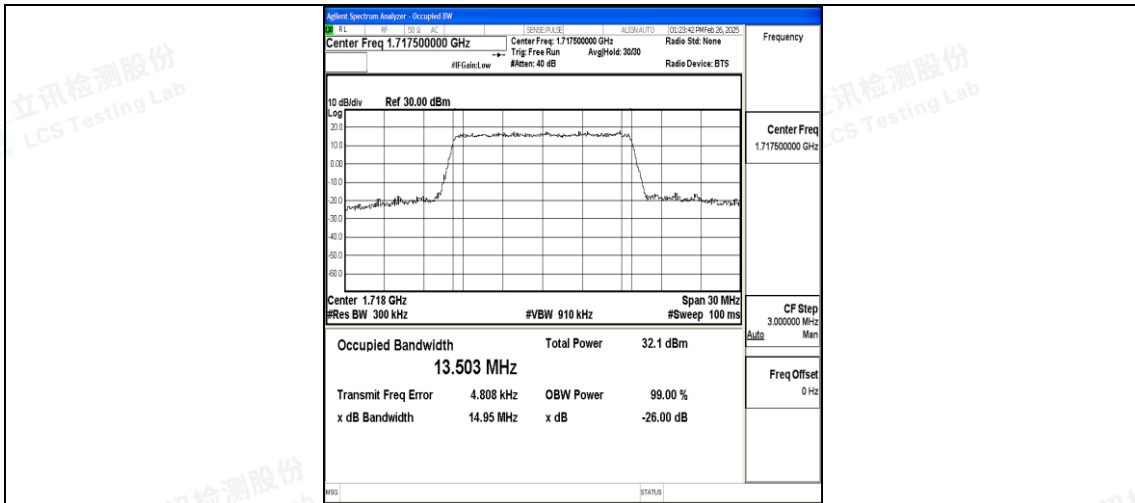 Agilent Spectrum Analyzer - Occupied BW
RL RF 50 Ω AC SENSE:PULSE ALIGNAUTO 01:23:42 PM Feb 26, 2025
Center Freq 1.717500000 GHz
Center Freq: 1.717500000 GHz
Radio Std: None
Trig: Free Run Avg|Hold: 30/30
#IFGain:Low
#Atten: 40 dB
Radio Device: BTS
Frequency
10 dB/div Ref 30.00 dBm
Log
20.0
10.0
0.00
-10.0
-20.0
-30.0
-40.0
-50.0
-60.0
Center 1.718 GHz Span 30 MHz
#Res BW 300 kHz #VBW 910 kHz #Sweep 100 ms
Occupied Bandwidth Total Power 32.1 dBm
13.503 MHz
Transmit Freq Error 4.808 kHz OBW Power 99.00 %
x dB Bandwidth 14.95 MHz x dB -26.00 dB
Center Freq
1.717500000 GHz
CF Step
3.000000 MHz
Auto Man
Freq Offset
0 Hz
MSG STATUS
立讯检测股份
LCS Testing Lab
立讯检测股份
LCS Testing Lab